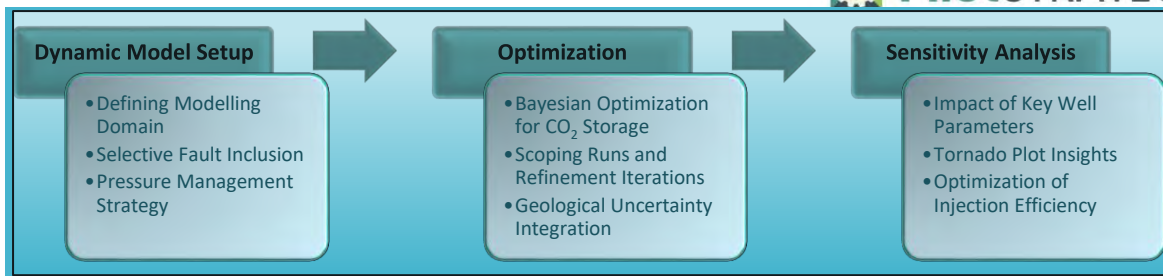 Dynamic Model Setup
•Defining Modelling
Domain
•Selective Fault Inclusion
•Pressure Management
Strategy
Optimization
•Bayesian Optimization
for CO₂ Storage
•Scoping Runs and
Refinement Iterations
•Geological Uncertainty
Integration
Sensitivity Analysis
•Impact of Key Well
Parameters
•Tornado Plot Insights
•Optimization of
Injection Efficiency